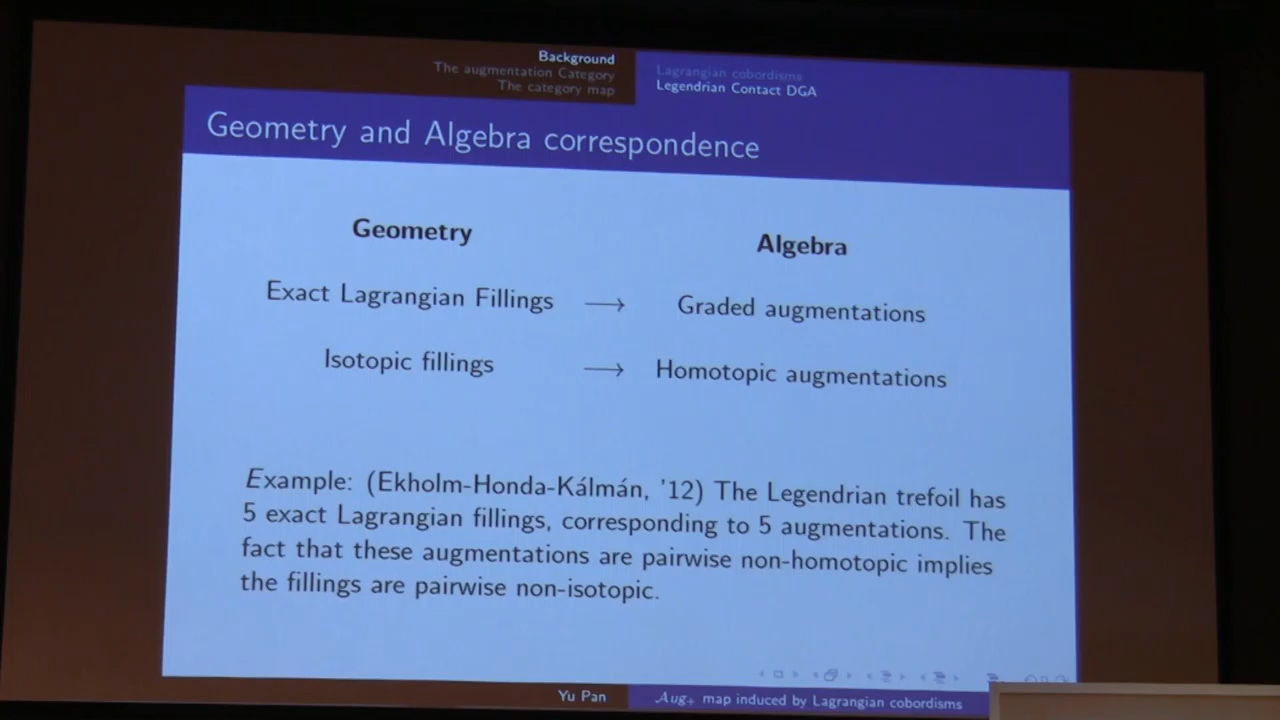 Background
The augmentation Category
The category map
Lagrangian cobordisms
Legendrian Contact DGA
Geometry and Algebra correspondence
Geometry
Algebra
Exact Lagrangian Fillings ⟶ Graded augmentations
Isotopic fillings ⟶ Homotopic augmentations
Example: (Ekholm-Honda-Kálmán, '12) The Legendrian trefoil has
5 exact Lagrangian fillings, corresponding to 5 augmentations. The
fact that these augmentations are pairwise non-homotopic implies
the fillings are pairwise non-isotopic.
Yu Pan
Aug+ map induced by Lagrangian cobordisms